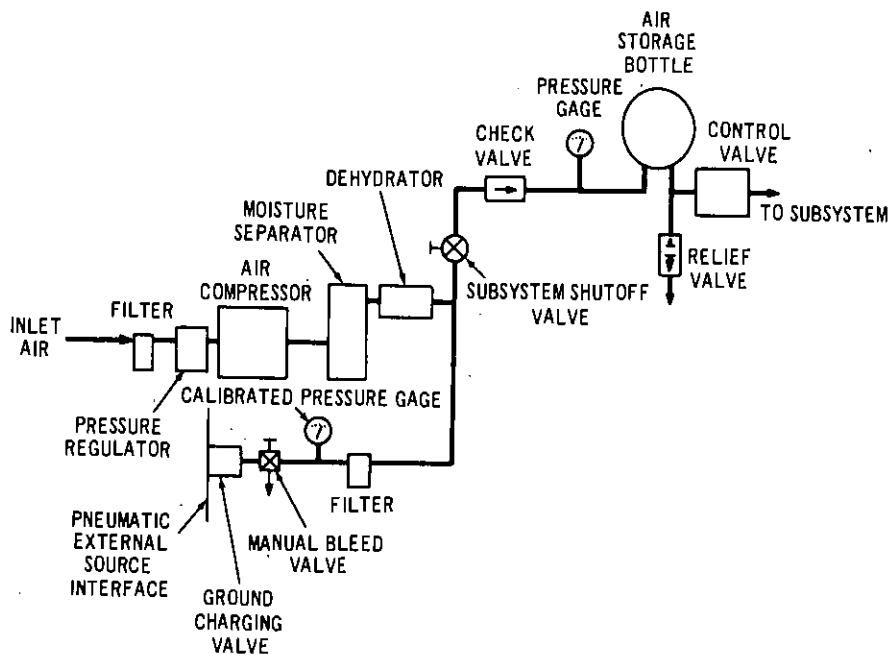 AIR
STORAGE
BOTTLE
PRESSURE
GAGE
CONTROL
VALVE
CHECK
VALVE
DEHYDRATOR
TO SUBSYSTEM
MOISTURE
SEPARATOR
RELIEF
VALVE
AIR
COMPRESSOR
SUBSYSTEM SHUTOFF
VALVE
FILTER
INLET
AIR
CALIBRATED PRESSURE GAGE
PRESSURE
REGULATOR
FILTER
PNEUMATIC
EXTERNAL
SOURCE
INTERFACE
MANUAL BLEED
VALVE
GROUND
CHARGING
VALVE